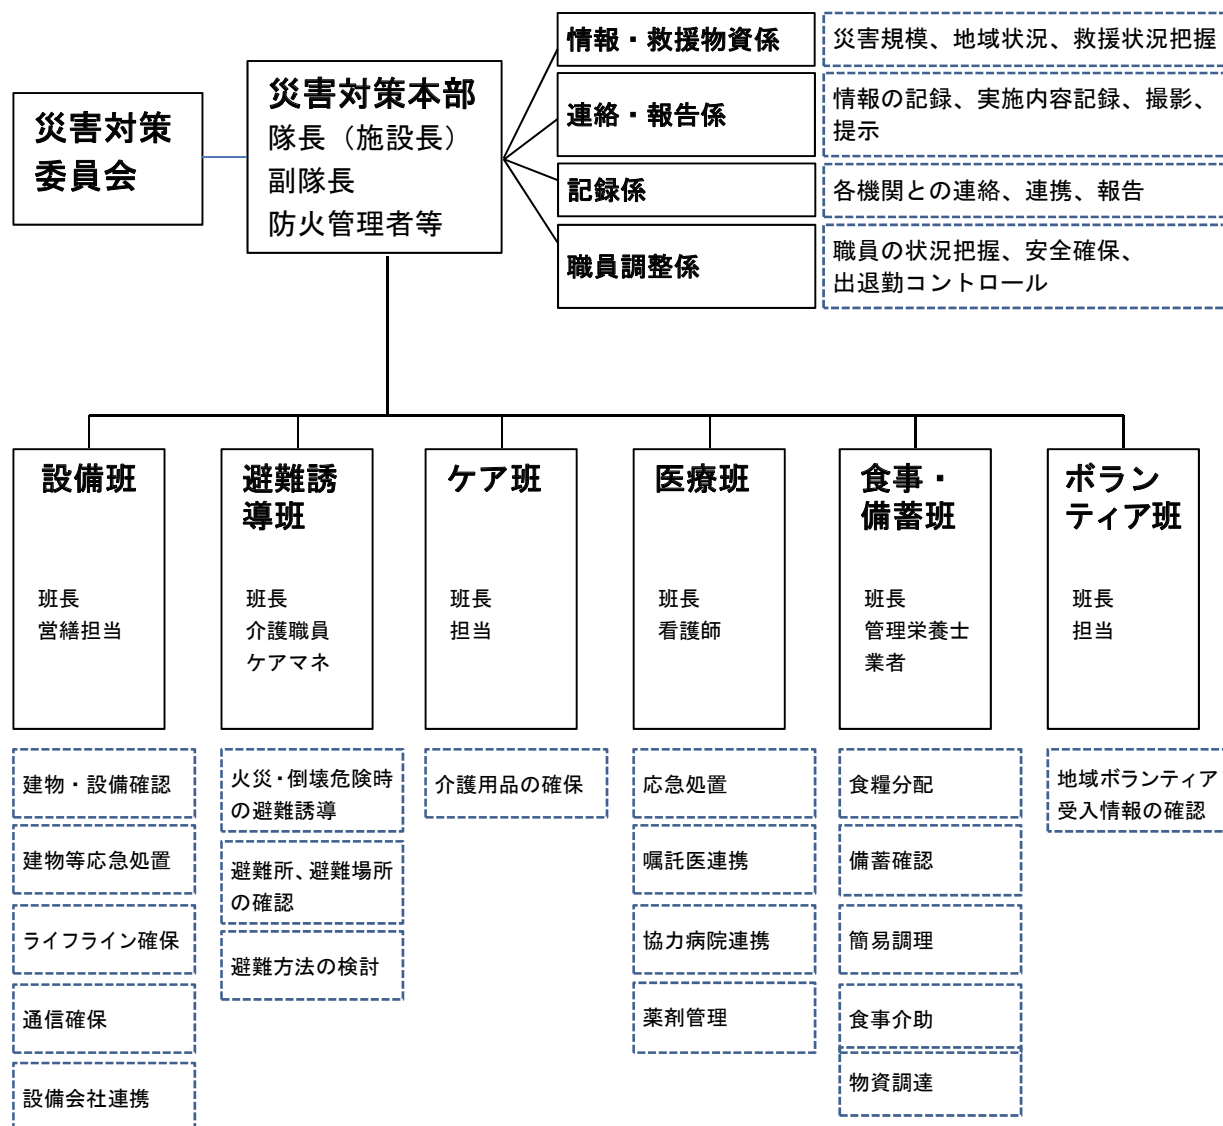 災害対策
委員会
災害対策本部
隊長（施設長）
副隊長
防火管理者等
情報・救援物資係
災害規模、地域状況、救援状況把握
連絡・報告係
情報の記録、実施内容記録、撮影、
提示
記録係
各機関との連絡、連携、報告
職員調整係
職員の状況把握、安全確保、
出退勤コントロール
設備班
班長
営繕担当
建物・設備確認
建物等応急処置
ライフライン確保
通信確保
設備会社連携
避難誘
導班
班長
介護職員
ケアマネ
火災・倒壊危険時
の避難誘導
避難所、避難場所
の確認
避難方法の検討
ケア班
班長
担当
介護用品の確保
医療班
班長
看護師
応急処置
嘱託医連携
協力病院連携
薬剤管理
食事・
備蓄班
班長
管理栄養士
業者
食糧分配
備蓄確認
簡易調理
食事介助
物資調達
ボラン
ティア班
班長
担当
地域ボランティア
受入情報の確認